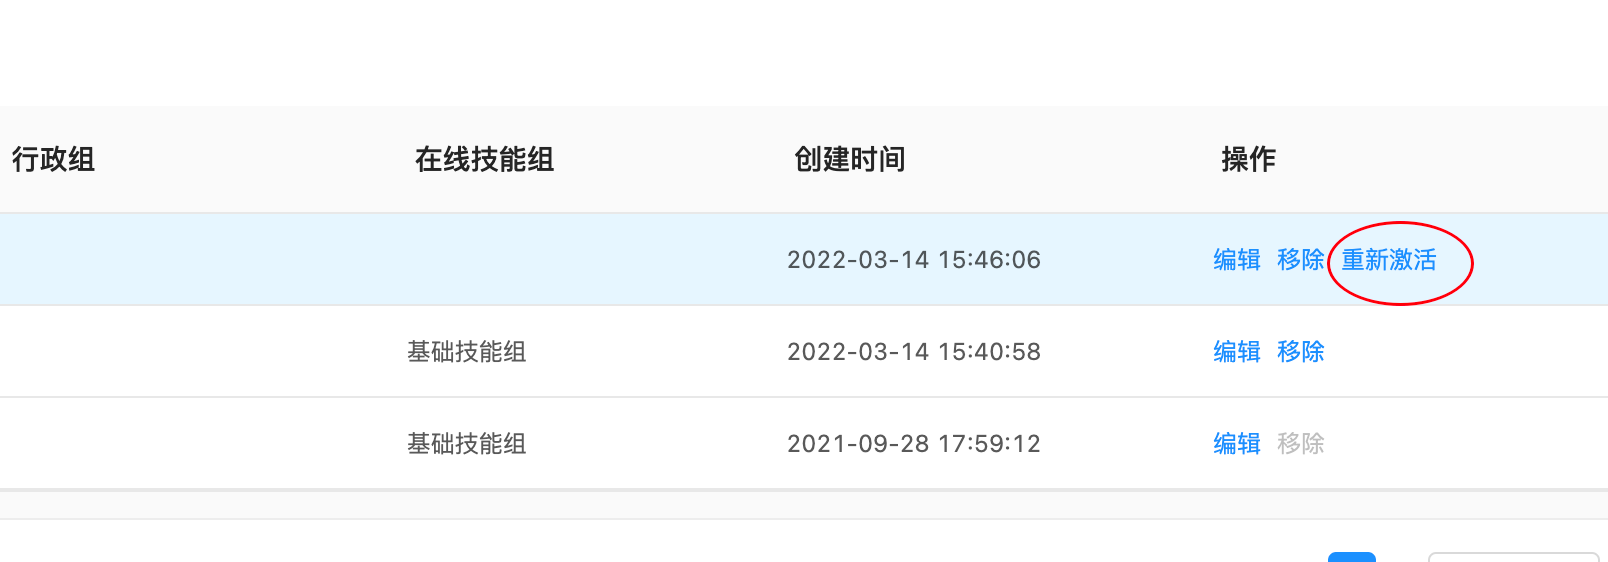 行政组 在线技能组 创建时间 操作
2022-03-14 15:46:06 编辑 移除 重新激活
基础技能组 2022-03-14 15:40:58 编辑 移除
基础技能组 2021-09-28 17:59:12 编辑 移除